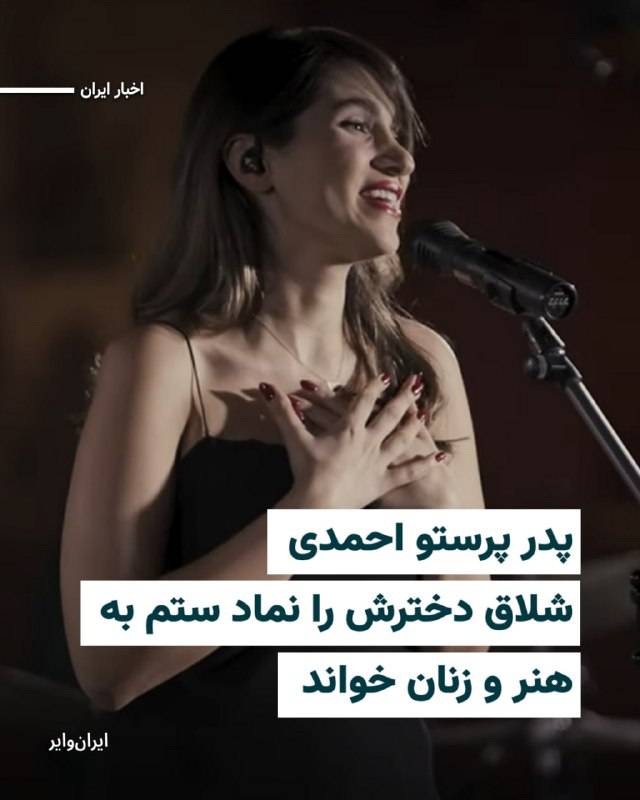 اخبار ایران
پدر پرستو احمدی
شلاق دخترش را نماد ستم به
هنر و زنان خواند
ایران‌وایر